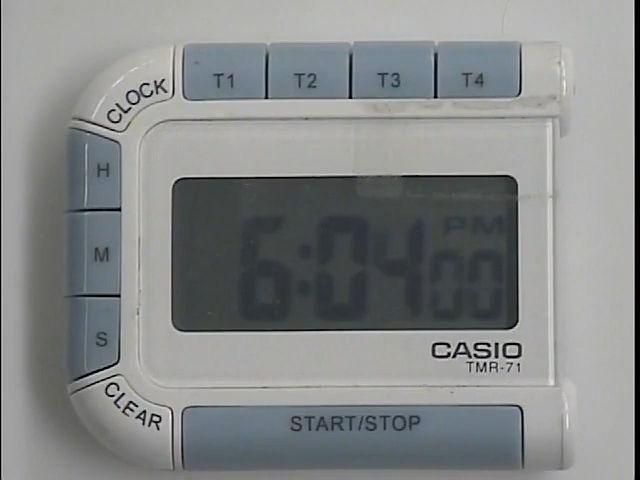 CLOCK
T1 T2 T3 T4
H
M
S
PM
6:04 00
CASIO
TMR-71
CLEAR
START/STOP